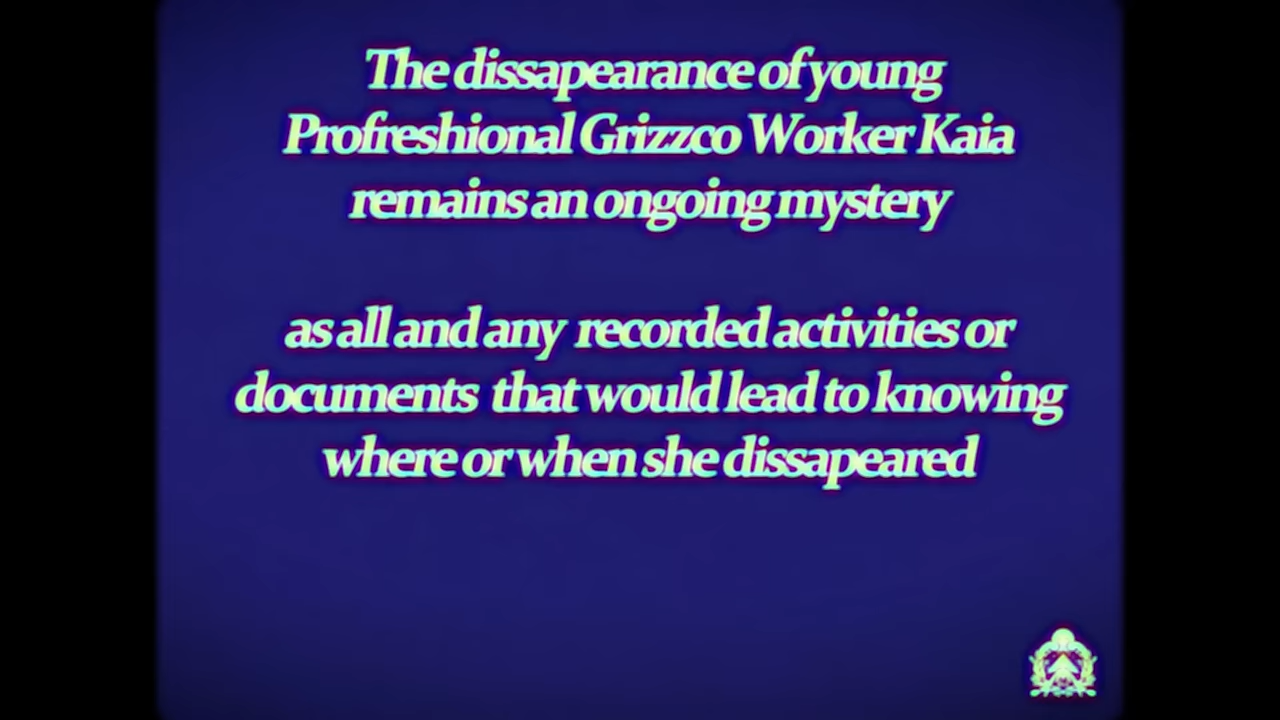 The dissapearance of young
Profreshional Grizzco Worker Kaia
remains an ongoing mystery
as all and any recorded activities or
documents that would lead to knowing
where or when she dissapeared